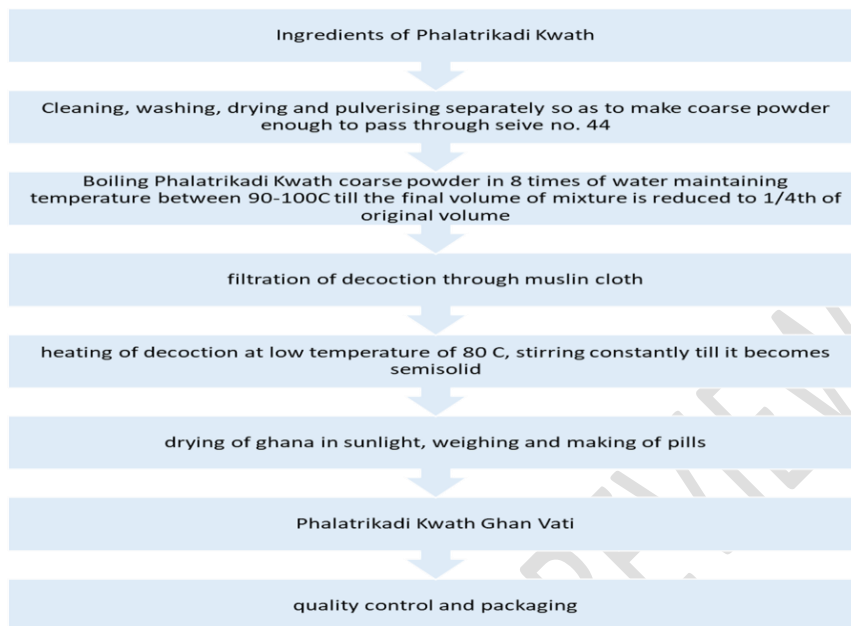 Ingredients of Phalatrikadi Kwath
Cleaning, washing, drying and pulverising separately so as to make coarse powder
enough to pass through seive no. 44
Boiling Phalatrikadi Kwath coarse powder in 8 times of water maintaining
temperature between 90-100C till the final volume of mixture is reduced to 1/4th of
original volume
filtration of decoction through muslin cloth
heating of decoction at low temperature of 80 C, stirring constantly till it becomes
semisolid
drying of ghana in sunlight, weighing and making of pills
Phalatrikadi Kwath Ghan Vati
quality control and packaging